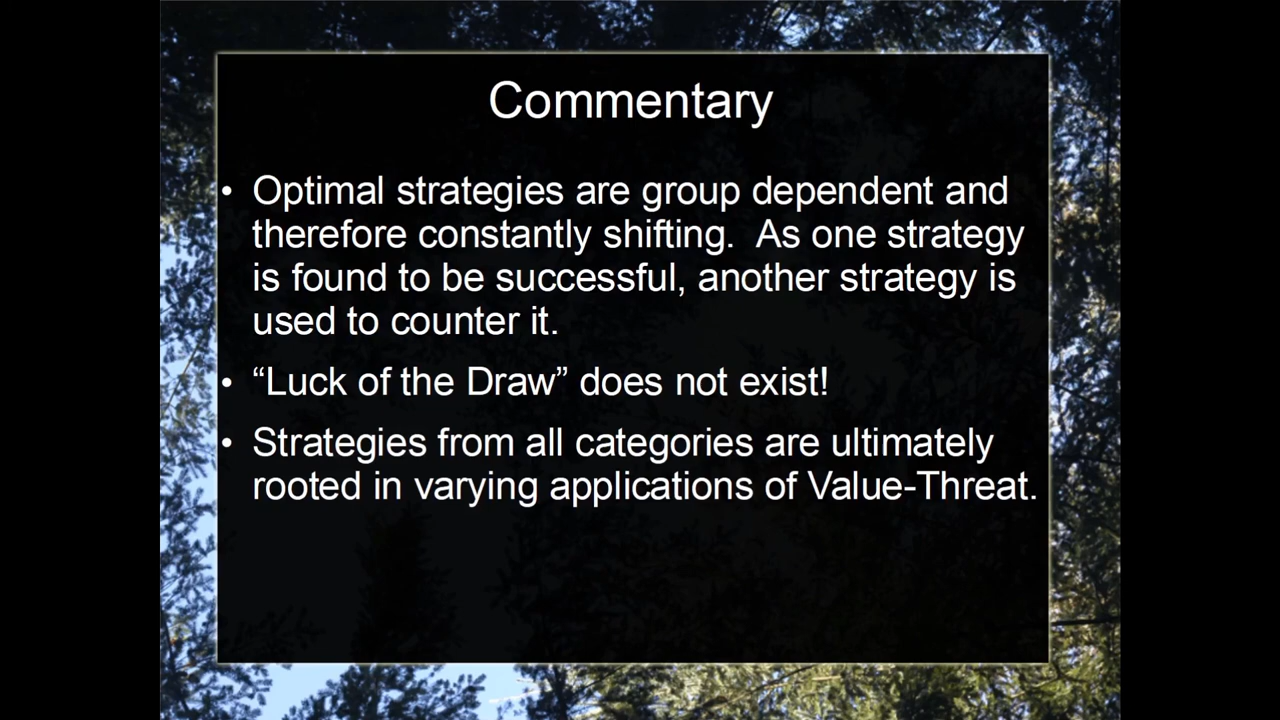 Commentary
• Optimal strategies are group dependent and
therefore constantly shifting.  As one strategy
is found to be successful, another strategy is
used to counter it.
• “Luck of the Draw” does not exist!
• Strategies from all categories are ultimately
rooted in varying applications of Value-Threat.